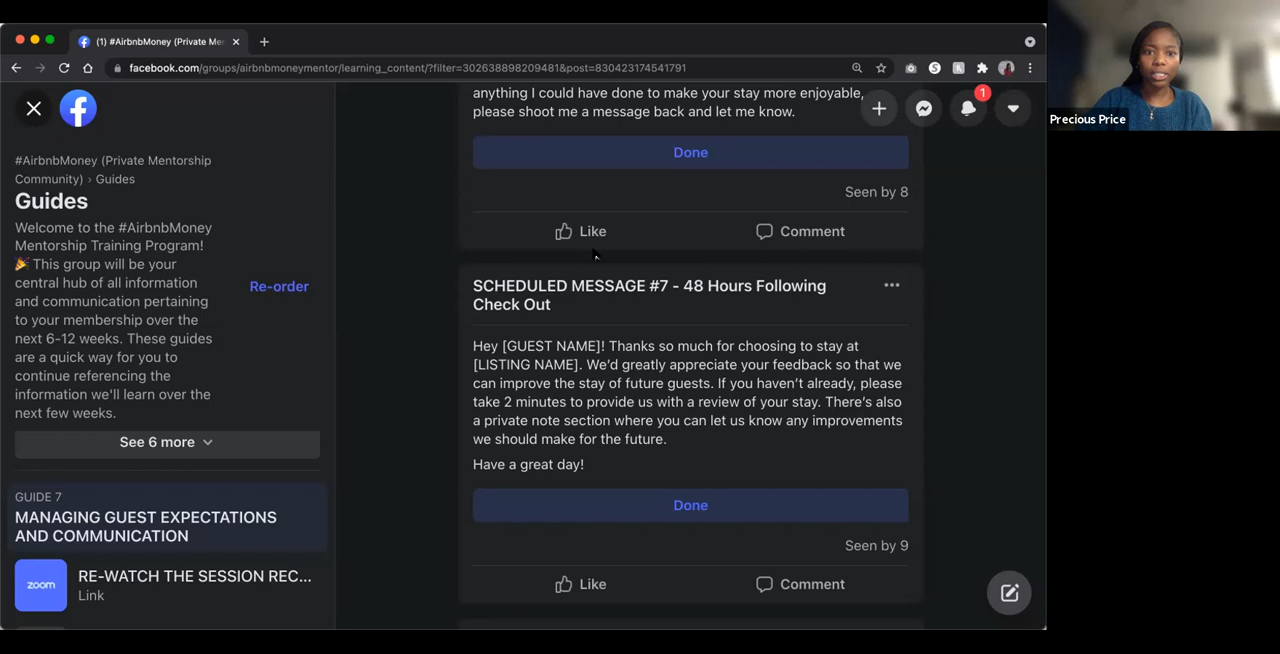 (1) #AirbnbMoney (Private Me
facebook.com/groups/airbnbmoneymentor/learning_content/?filter=302638898209481&post=830423174541791
#AirbnbMoney (Private Mentorship
Community) › Guides
Guides
Welcome to the #AirbnbMoney
Mentorship Training Program!
🎉 This group will be your
central hub of all information
and communication pertaining
to your membership over the
next 6-12 weeks. These guides
are a quick way for you to
continue referencing the
information we'll learn over the
next few weeks.
Re-order
See 6 more
GUIDE 7
MANAGING GUEST EXPECTATIONS
AND COMMUNICATION
zoom
RE-WATCH THE SESSION REC...
Link
anything I could have done to make your stay more enjoyable,
please shoot me a message back and let me know.
Done
Seen by 8
Like
Comment
SCHEDULED MESSAGE #7 - 48 Hours Following
Check Out
Hey [GUEST NAME]! Thanks so much for choosing to stay at
[LISTING NAME]. We'd greatly appreciate your feedback so that we
can improve the stay of future guests. If you haven't already, please
take 2 minutes to provide us with a review of your stay. There's also
a private note section where you can let us know any improvements
we should make for the future.
Have a great day!
Done
Seen by 9
Like
Comment
1
Precious Price